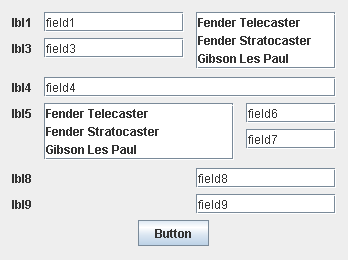 lbl1 field1
Fender Telecaster
Fender Stratocaster
Gibson Les Paul
lbl3 field3
lbl4 field4
lbl5
Fender Telecaster
Fender Stratocaster
Gibson Les Paul
field6
field7
lbl8 field8
lbl9 field9
Button